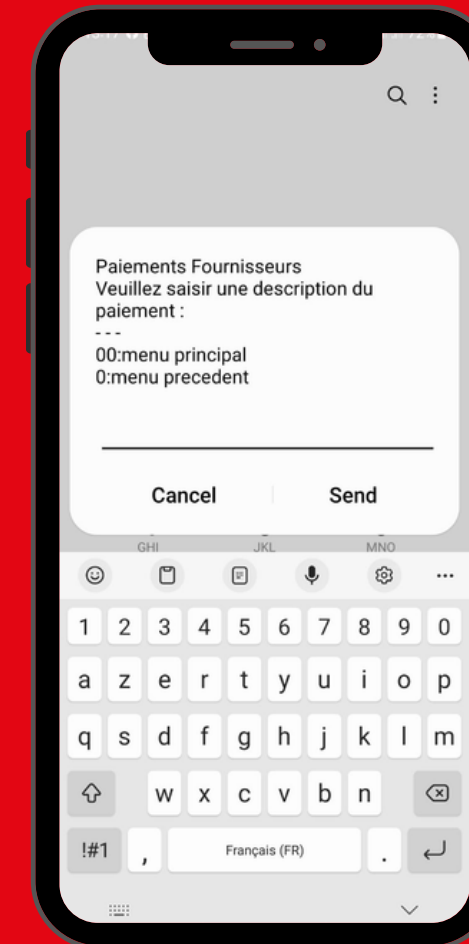 Paiements Fournisseurs
Veuillez saisir une description du
paiement :
---
00:menu principal
0:menu precedent
Cancel Send
GHI JKL MNO
1 2 3 4 5 6 7 8 9 0
a z e r t y u i o p
q s d f g h j k l m
w x c v b n
!#1 , Français (FR) .